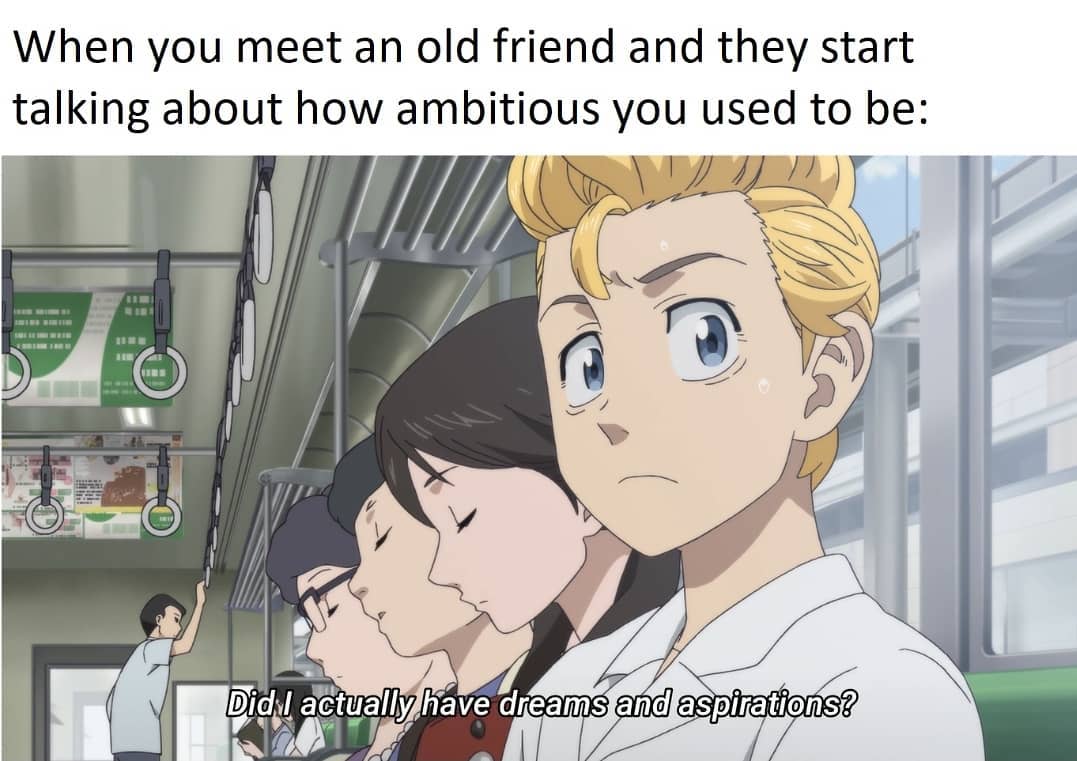 When you meet an old friend and they start
talking about how ambitious you used to be:
Did I actually have dreams and aspirations?